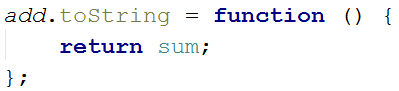 add.toString = function () {
    return sum;
};